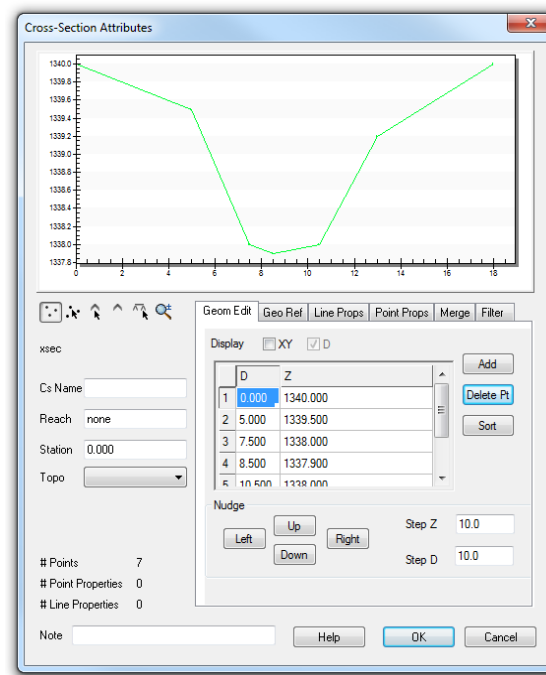 Cross-Section Attributes
1340.0
1339.8
1339.6
1339.4
1339.2
1339.0
1338.8
1338.6
1338.4
1338.2
1338.0
1337.8
0 2 4 6 8 10 12 14 16 18
Geom Edit Geo Ref Line Props Point Props Merge Filter
xsec
Cs Name
Reach none
Station 0.000
Topo
Display XY D
D Z
1 0.000 1340.000
2 5.000 1339.500
3 7.500 1338.000
4 8.500 1337.900
5 10.500 1338.000
Add
Delete Pt
Sort
Nudge
Left Up Down Right
Step Z 10.0
Step D 10.0
# Points 7
# Point Properties 0
# Line Properties 0
Note
Help OK Cancel